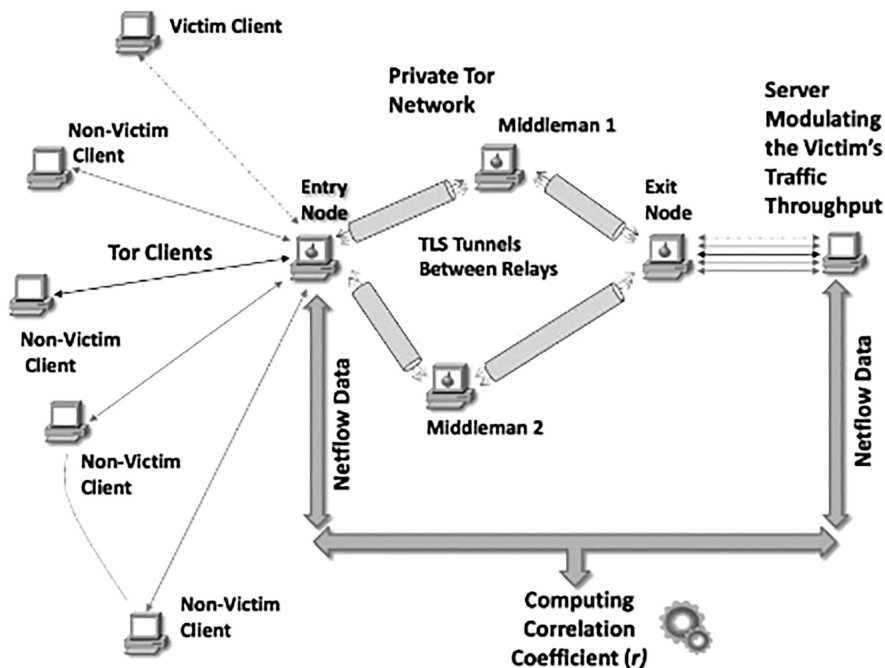 Victim Client
Non-Victim
Client
Private Tor
Network
Middleman 1
Server
Modulating
the Victim's
Traffic
Throughput
Entry
Node
Exit
Node
Tor Clients
TLS Tunnels
Between Relays
Non-Victim
Client
Middleman 2
Non-Victim
Client
Netflow Data
Netflow Data
Non-Victim
Client
Computing
Correlation
Coefficient (r)